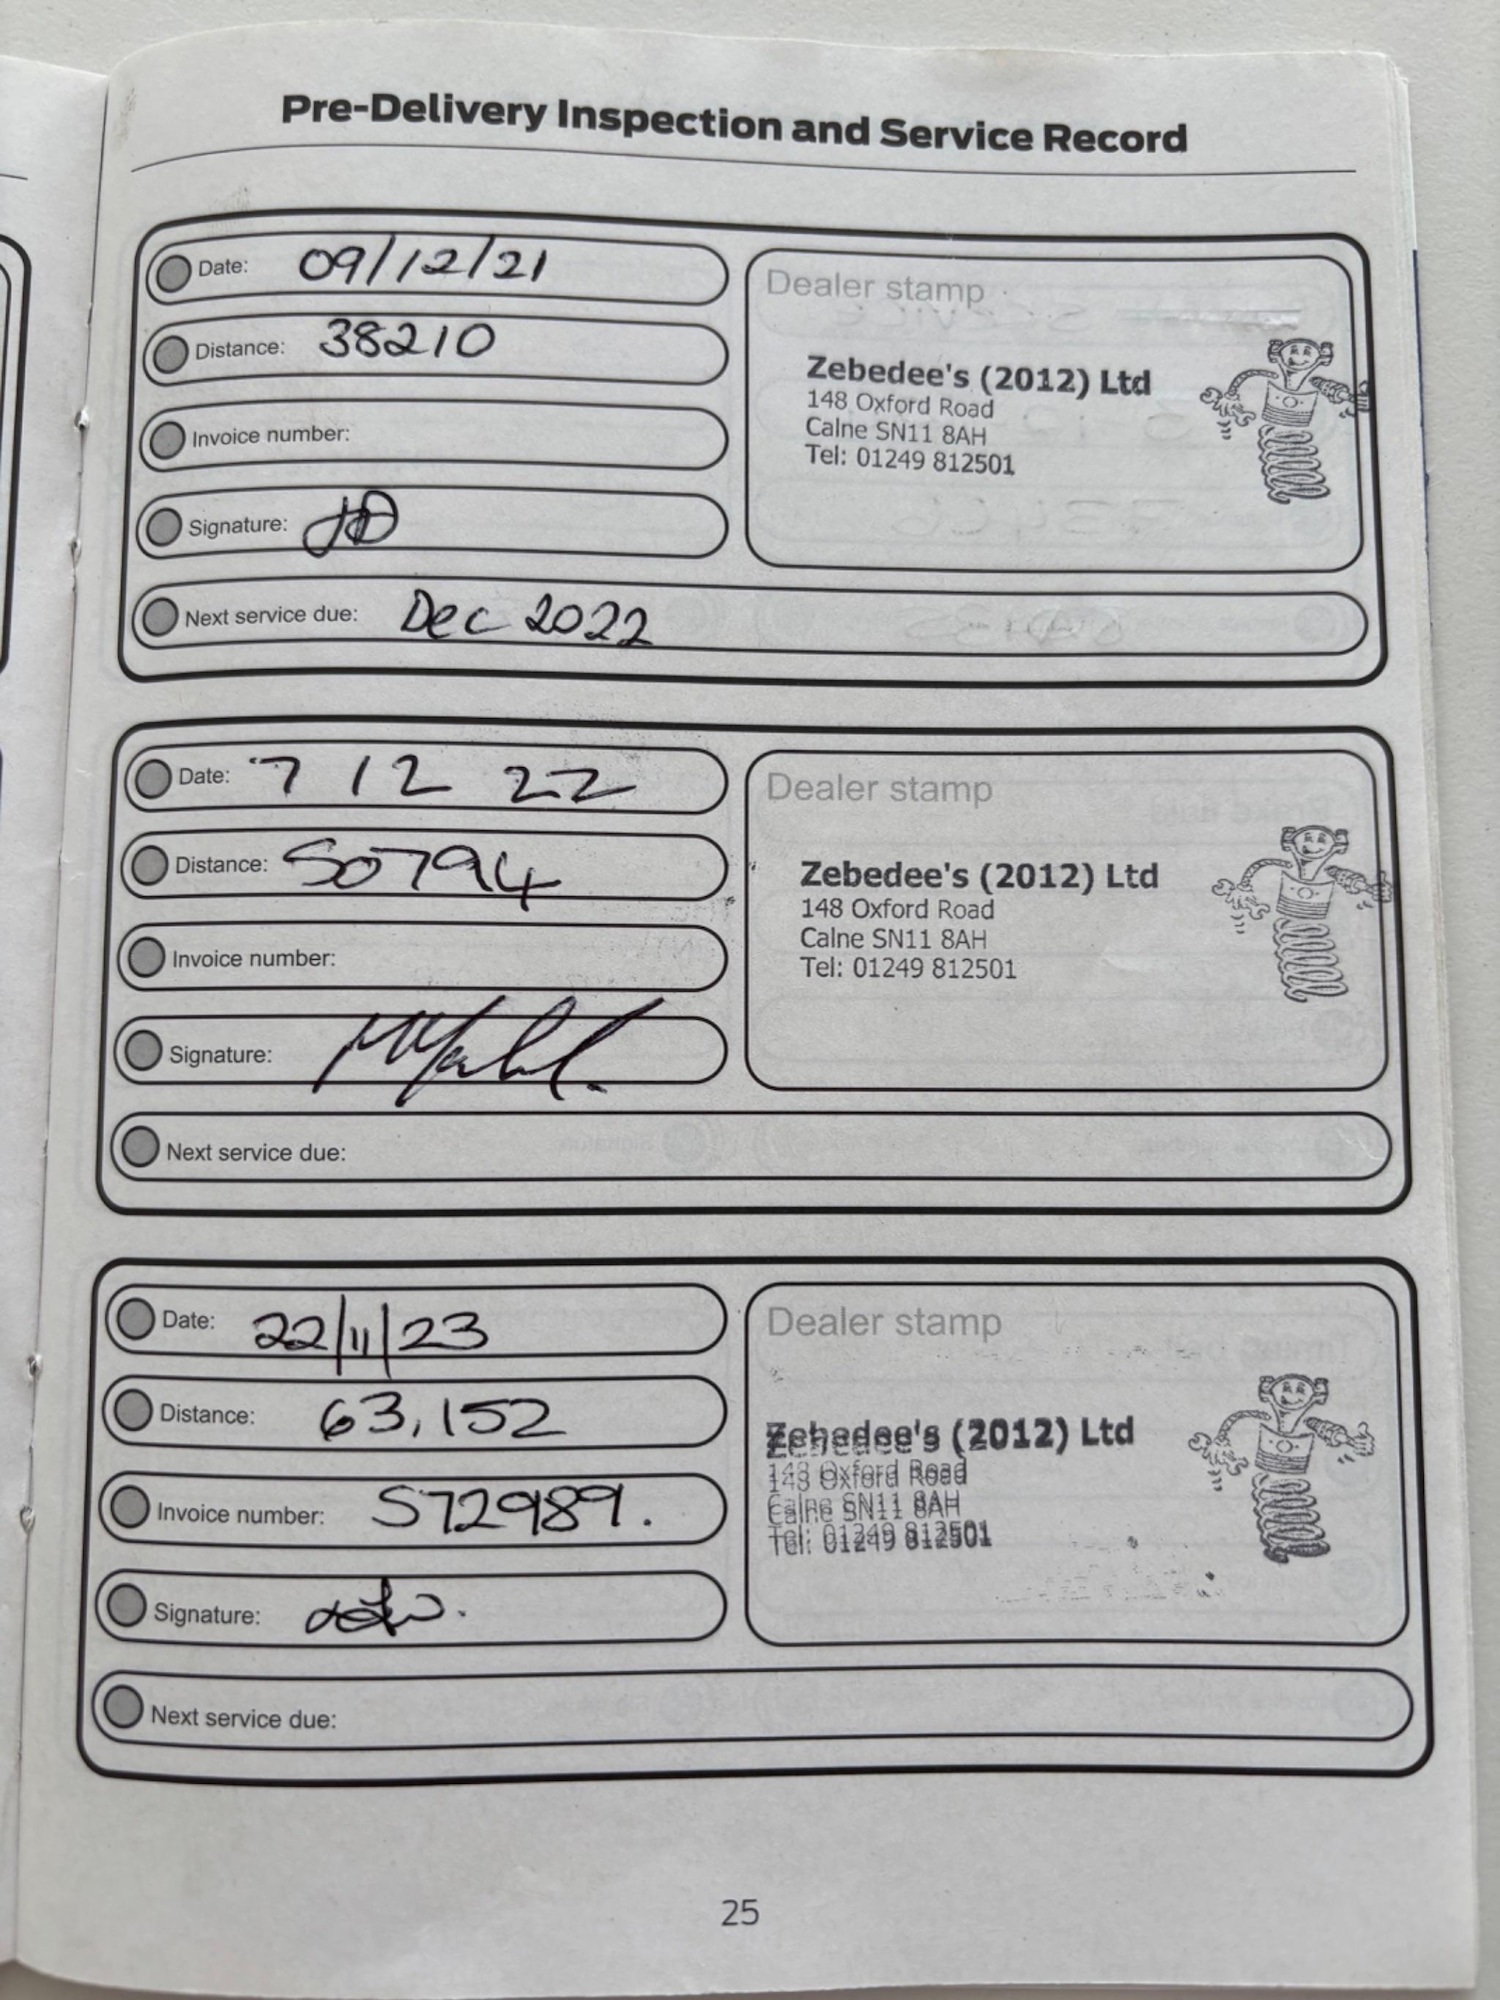 Pre-Delivery Inspection and Service Record
Date: 09/12/21
Distance: 38210
Invoice number:
Signature:
Next service due: Dec 2022
Dealer stamp
Zebedee's (2012) Ltd
148 Oxford Road
Calne SN11 8AH
Tel: 01249 812501
Date: 7 12 22
Distance: 50794
Invoice number:
Signature:
Next service due:
Dealer stamp
Zebedee's (2012) Ltd
148 Oxford Road
Calne SN11 8AH
Tel: 01249 812501
Date: 22/11/23
Distance: 63,152
Invoice number: S72989.
Signature:
Next service due:
Dealer stamp
Zebedee's (2012) Ltd
148 Oxford Road
Calne SN11 8AH
Tel: 01249 812501
25